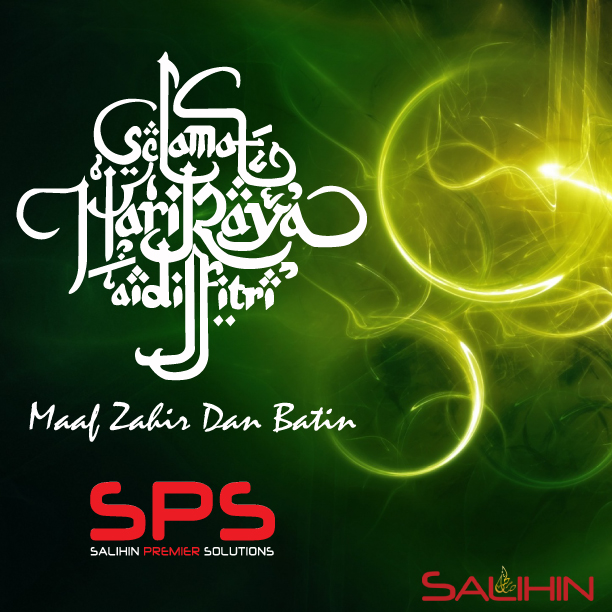 Selamat
Hari Raya
aidilfitri
Maaf Zahir Dan Batin
SPS
SALIHIN PREMIER SOLUTIONS
SALIHIN